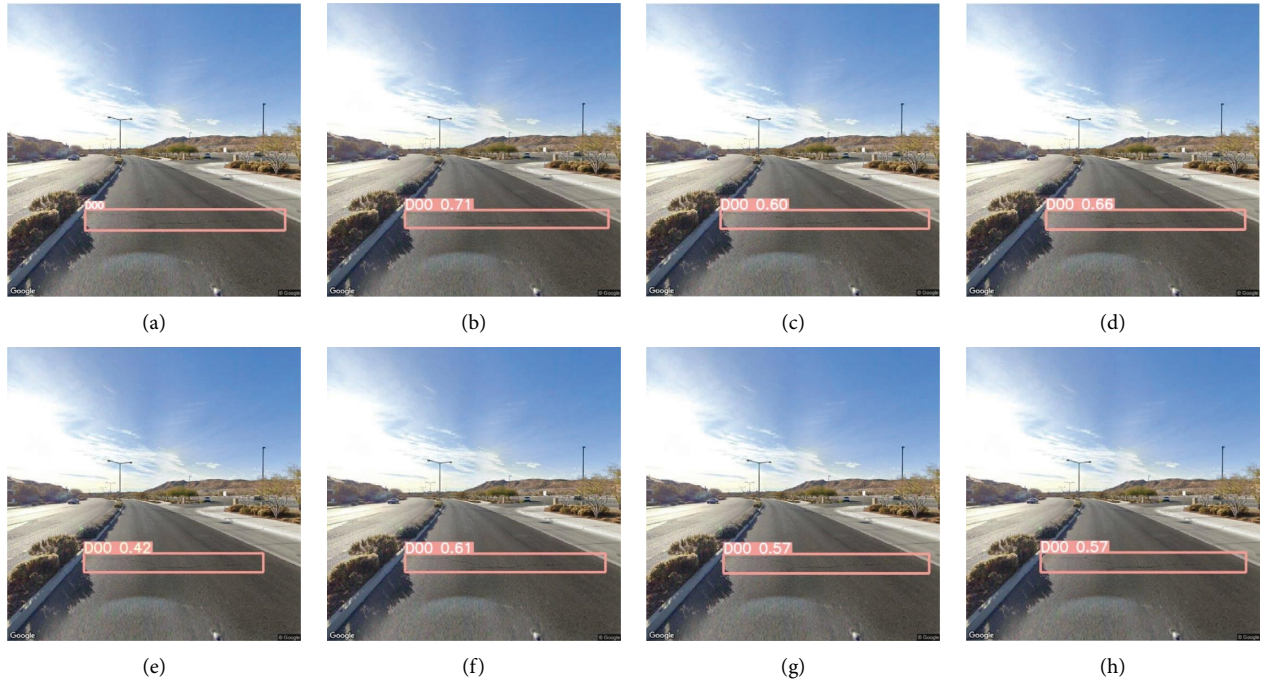 D00
D00 0.71
D00 0.60
D00 0.66
Google
© Google
Google
© Google
Google
© Google
Google
© Google
(a)
(b)
(c)
(d)
D00 0.42
D00 0.61
D00 0.57
D00 0.57
Google
© Google
Google
© Google
Google
© Google
Google
© Google
(e)
(f)
(g)
(h)